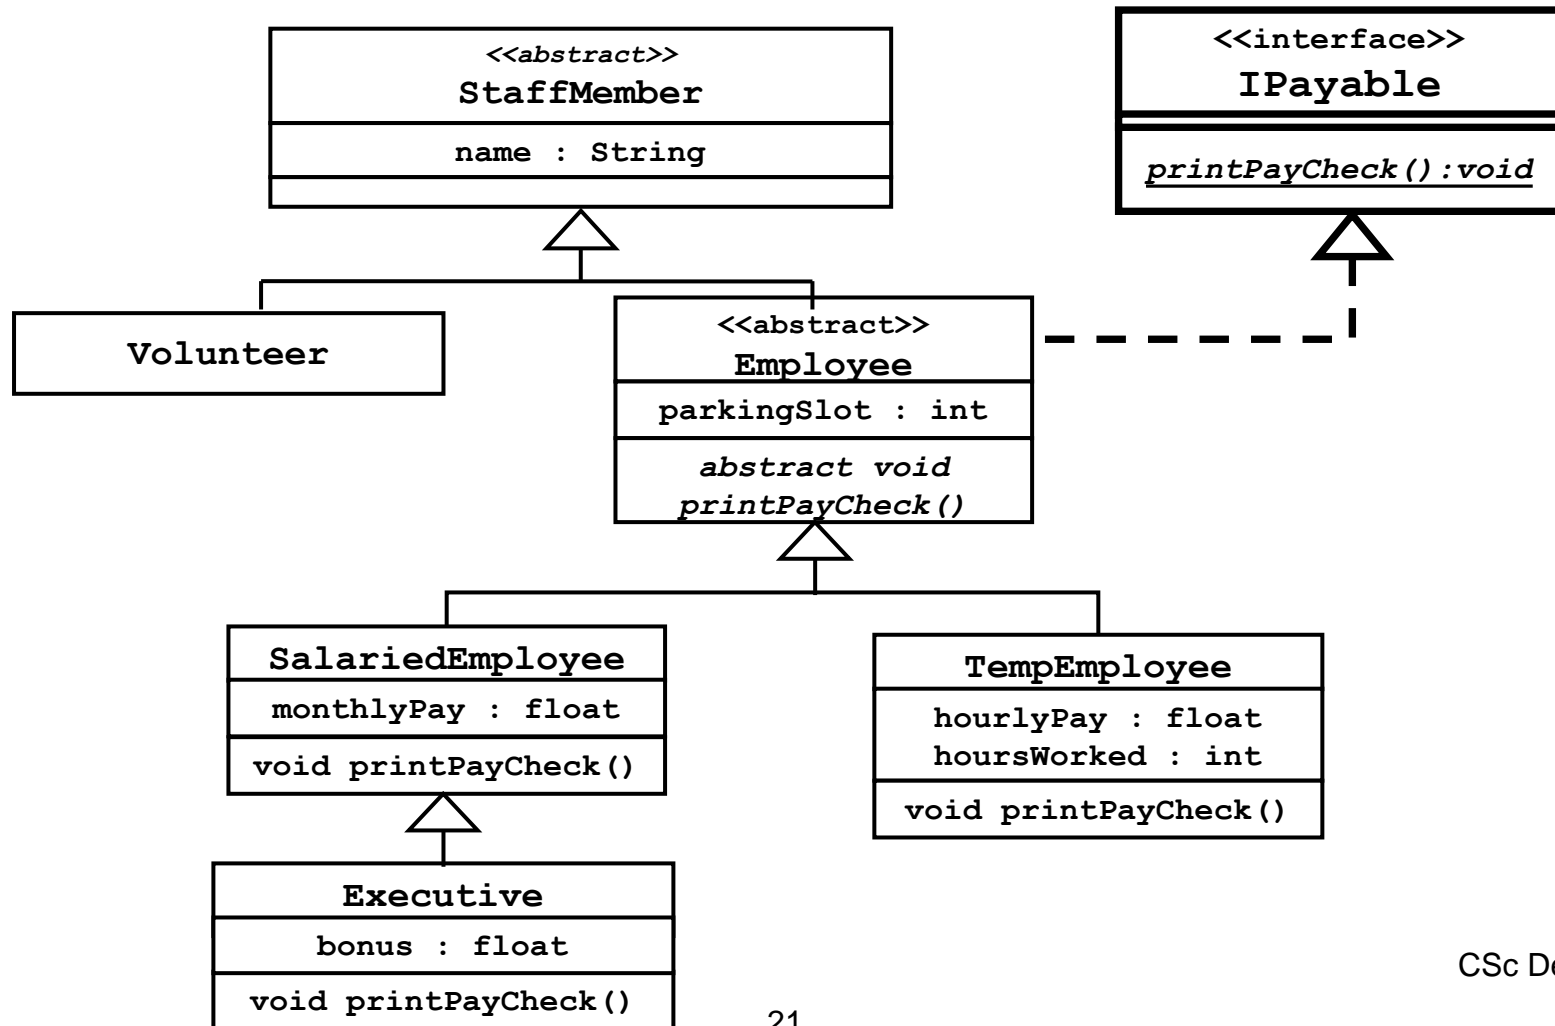 <<abstract>>
StaffMember
name : String
<<interface>>
IPayable
printPayCheck():void
Volunteer
<<abstract>>
Employee
parkingSlot : int
abstract void
printPayCheck()
SalariedEmployee
monthlyPay : float
void printPayCheck()
TempEmployee
hourlyPay : float
hoursWorked : int
void printPayCheck()
Executive
bonus : float
void printPayCheck()
21
CSc